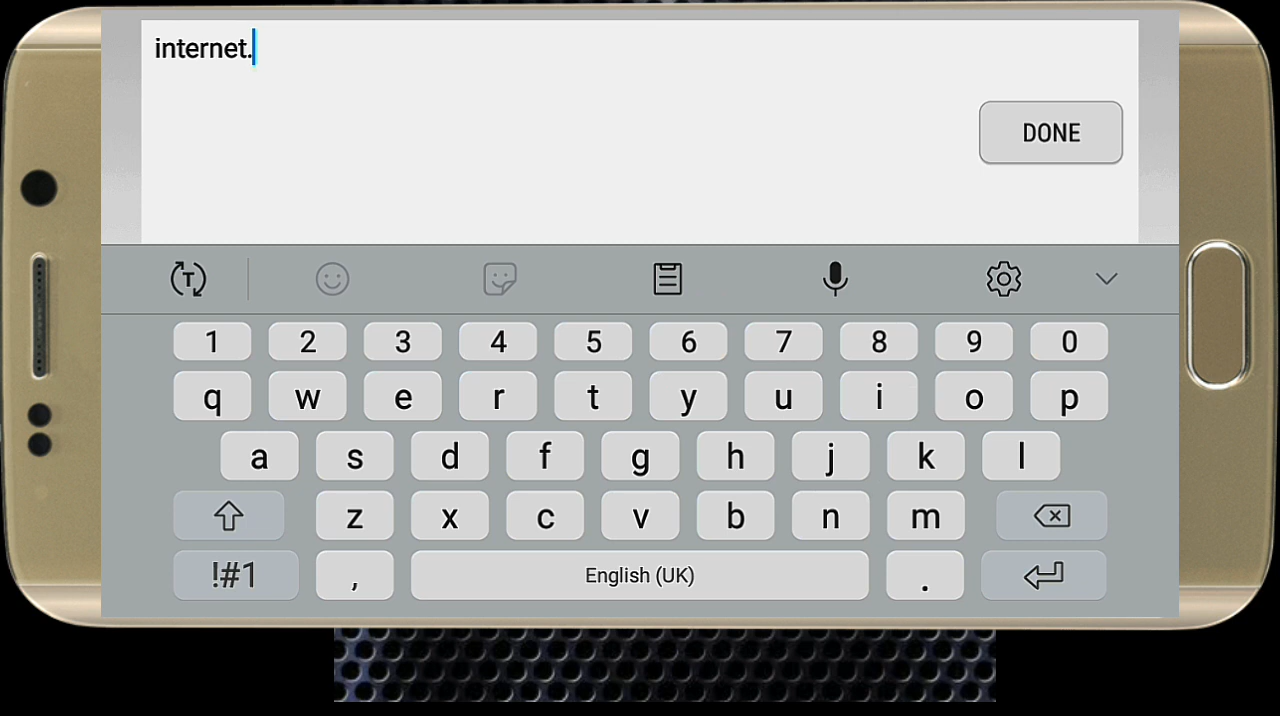 internet.
DONE
T
1 2 3 4 5 6 7 8 9 0
q w e r t y u i o p
a s d f g h j k l
z x c v b n m
!#1 , English (UK) .